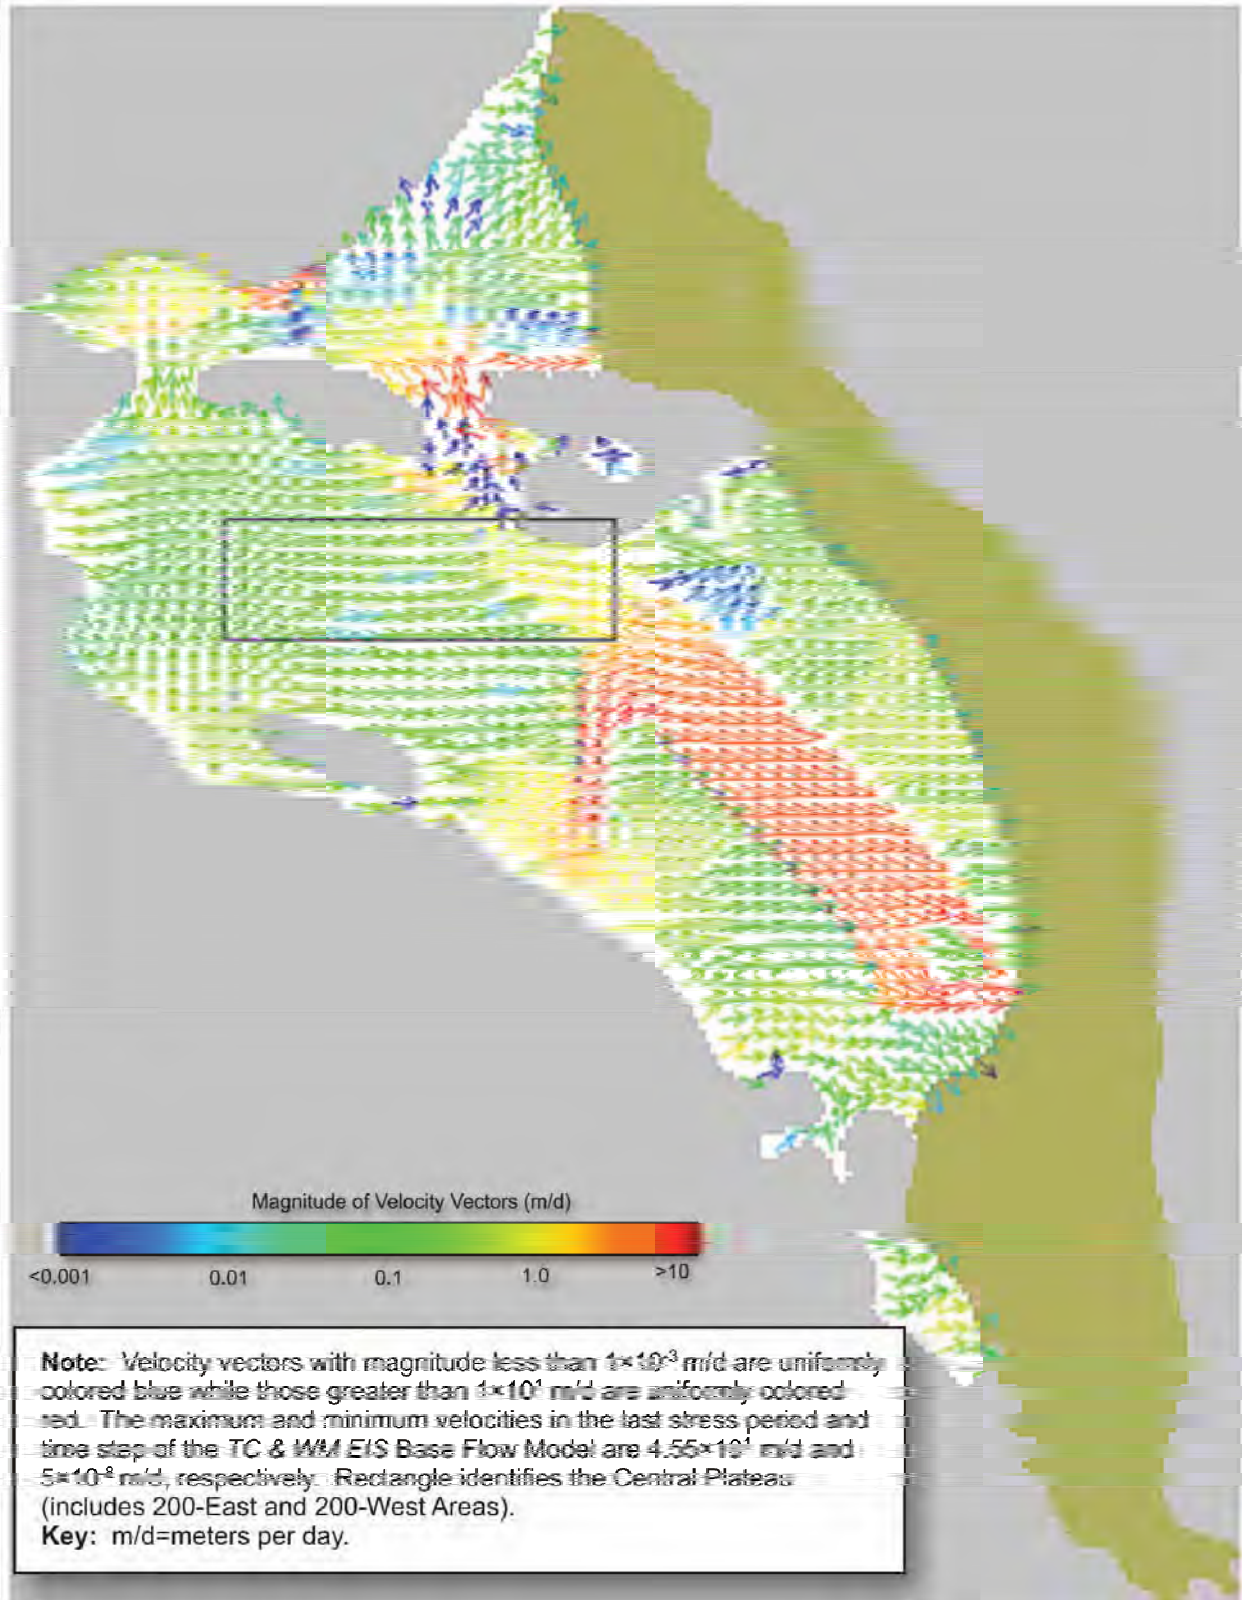 Magnitude of Velocity Vectors (m/d)
<0.001 0.01 0.1 1.0 >10
Note: Velocity vectors with magnitude less than 1×10⁻³ m/d are uniformly
colored blue while those greater than 1×10¹ m/d are uniformly colored
red. The maximum and minimum velocities in the last stress period and
time step of the TC & WM EIS Base Flow Model are 4.55×10¹ m/d and
5×10⁻⁸ m/d, respectively. Rectangle identifies the Central Plateau
(includes 200-East and 200-West Areas).
Key: m/d=meters per day.